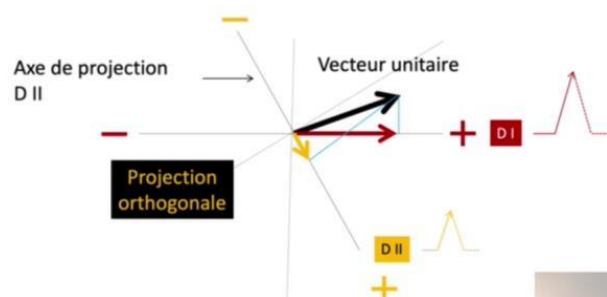 Axe de projection
D II
Vecteur unitaire
D I
Projection
orthogonale
D II